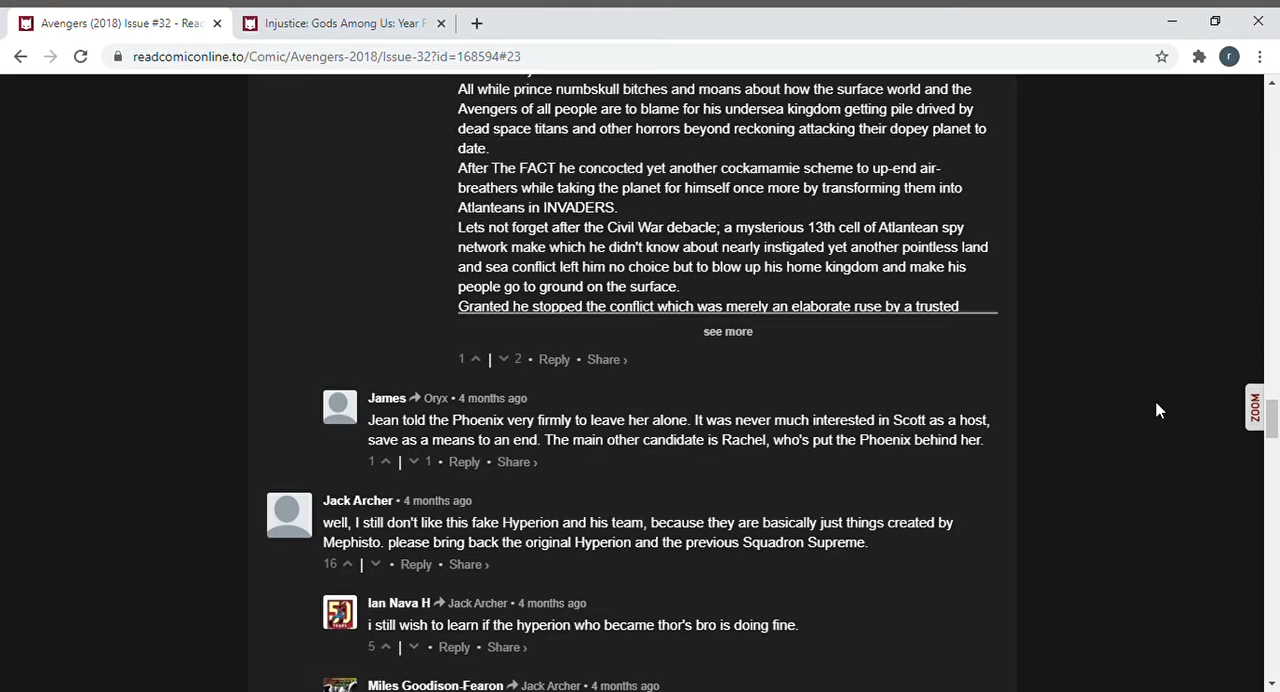 Avengers (2018) Issue #32 - Rea
Injustice: Gods Among Us: Year F
readcomiconline.to/Comic/Avengers-2018/Issue-32?id=168594#23
r
All while prince numbskull bitches and moans about how the surface world and the
Avengers of all people are to blame for his undersea kingdom getting pile drived by
dead space titans and other horrors beyond reckoning attacking their dopey planet to
date.
After The FACT he concocted yet another cockamamie scheme to up-end air-
breathers while taking the planet for himself once more by transforming them into
Atlanteans in INVADERS.
Lets not forget after the Civil War debacle; a mysterious 13th cell of Atlantean spy
network make which he didn't know about nearly instigated yet another pointless land
and sea conflict left him no choice but to blow up his home kingdom and make his
people go to ground on the surface.
Granted he stopped the conflict which was merely an elaborate ruse by a trusted
see more
1 | 2 • Reply • Share ›
ZOOM
James Oryx • 4 months ago
Jean told the Phoenix very firmly to leave her alone. It was never much interested in Scott as a host,
save as a means to an end. The main other candidate is Rachel, who's put the Phoenix behind her.
1 | 1 • Reply • Share ›
Jack Archer • 4 months ago
well, I still don't like this fake Hyperion and his team, because they are basically just things created by
Mephisto. please bring back the original Hyperion and the previous Squadron Supreme.
16 | • Reply • Share ›
50
YEARS
Ian Nava H Jack Archer • 4 months ago
i still wish to learn if the hyperion who became thor's bro is doing fine.
5 | • Reply • Share ›
Miles Goodison-Fearon Jack Archer • 4 months ago